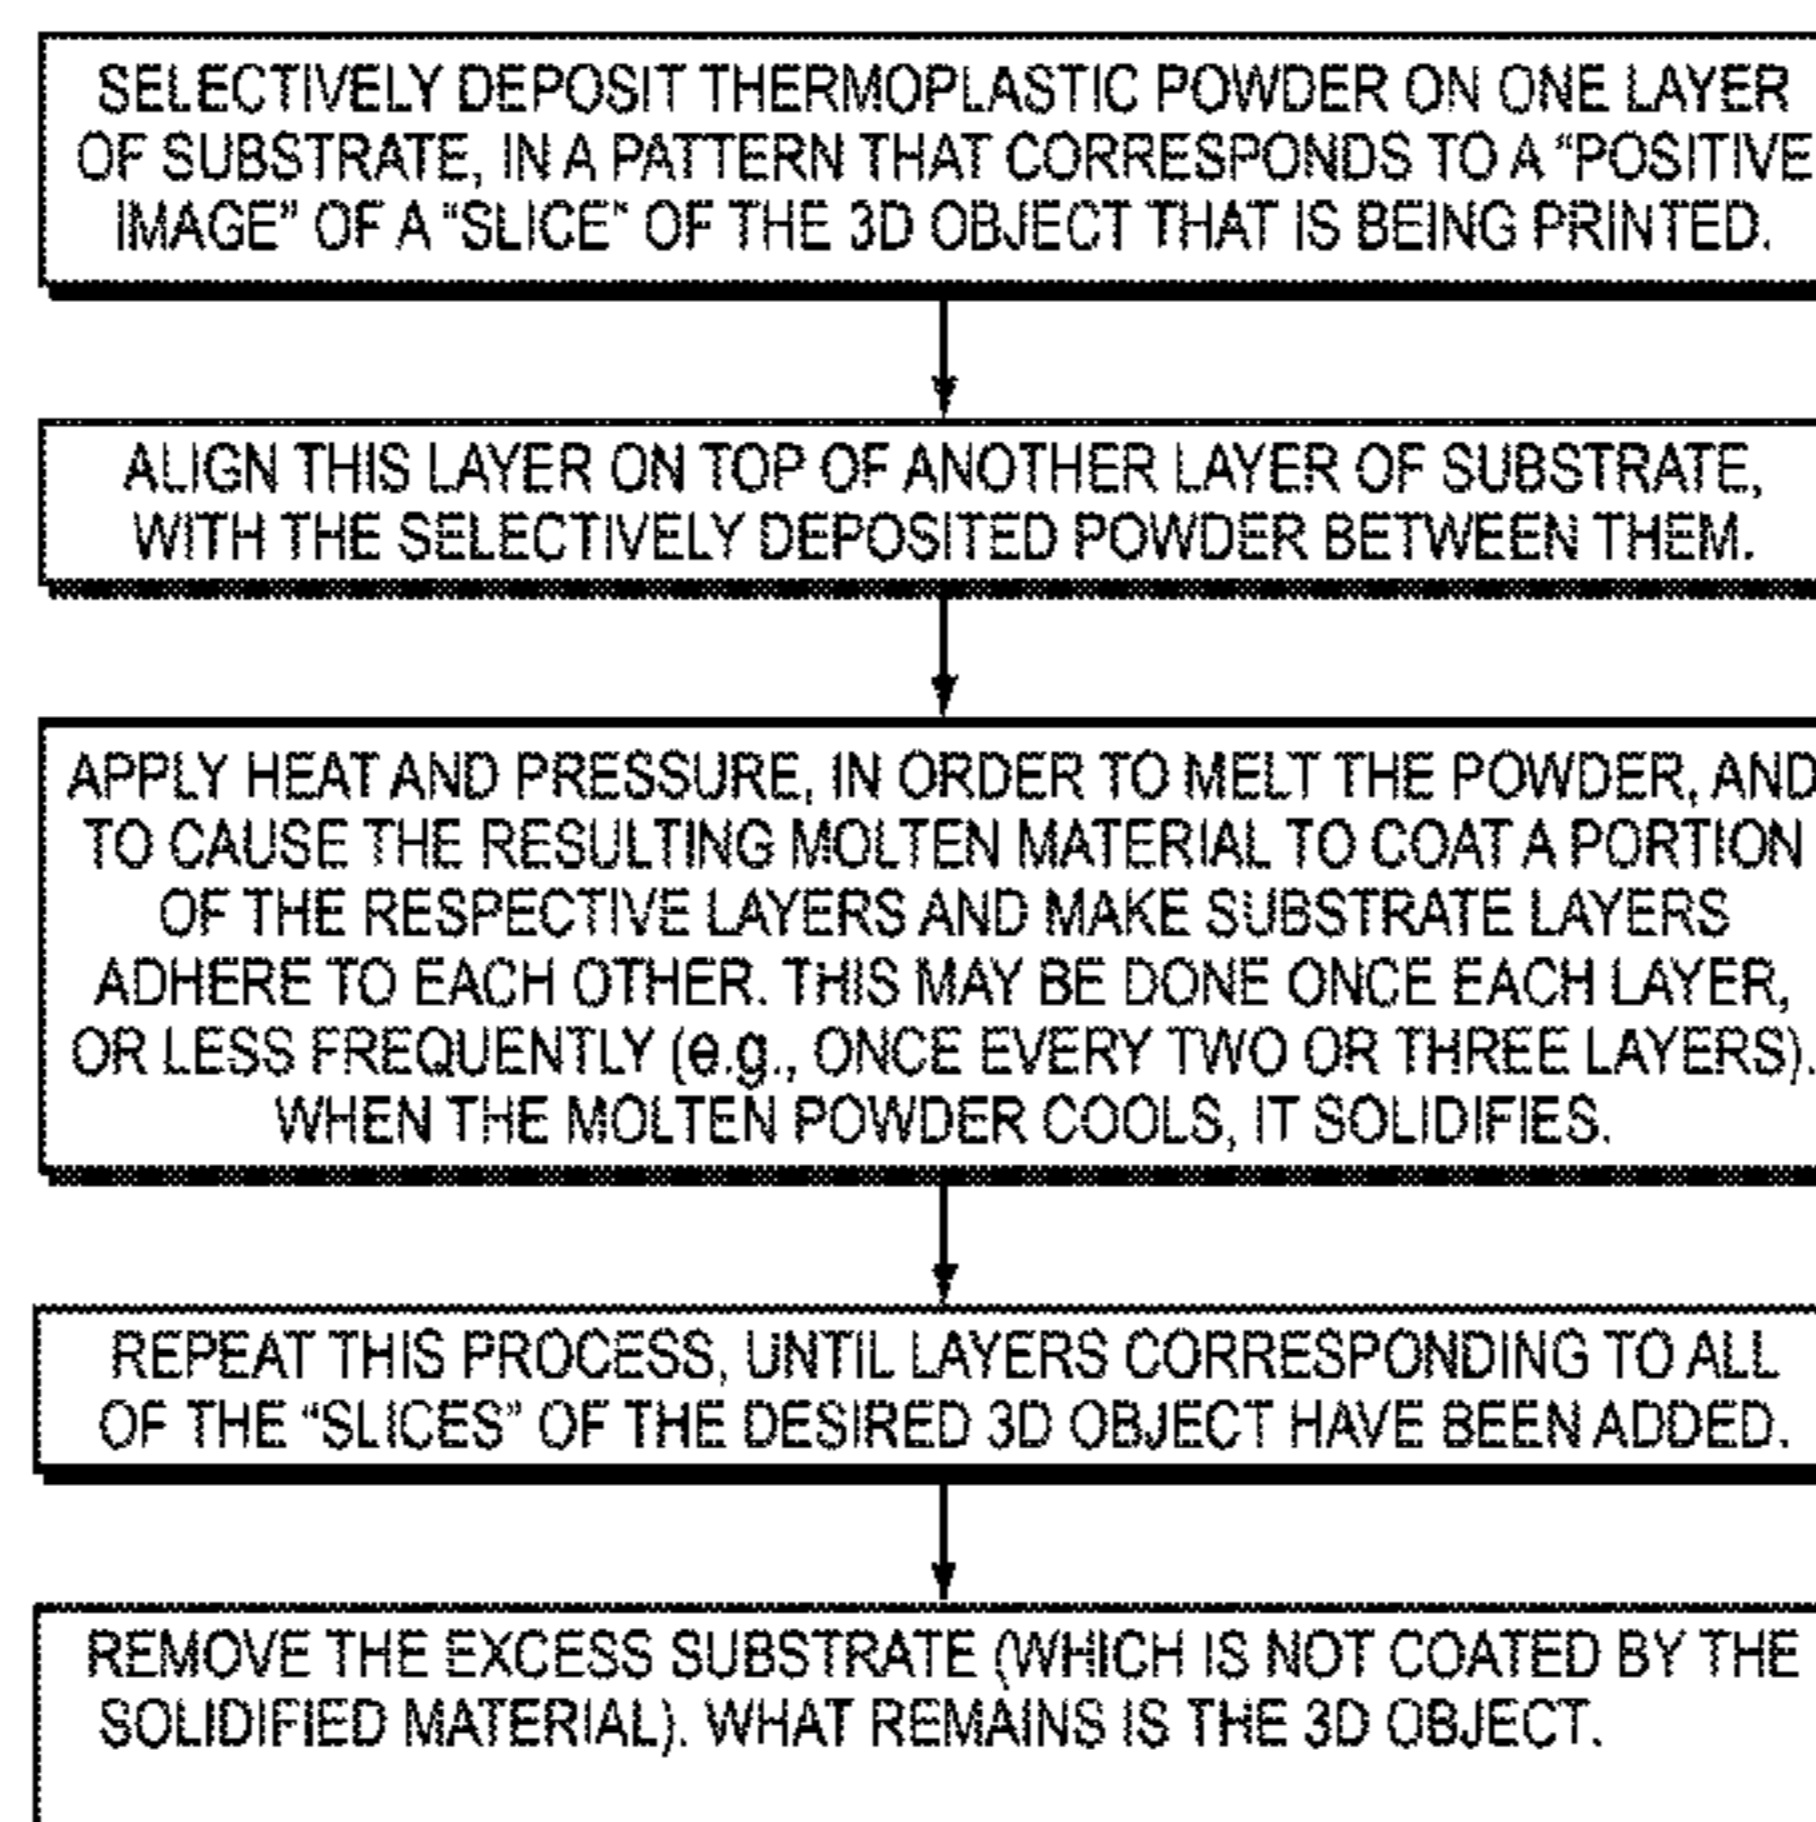 SELECTIVELY DEPOSIT THERMOPLASTIC POWDER ON ONE LAYER
OF SUBSTRATE, IN A PATTERN THAT CORRESPONDS TO A “POSITIVE
IMAGE” OF A “SLICE” OF THE 3D OBJECT THAT IS BEING PRINTED.
ALIGN THIS LAYER ON TOP OF ANOTHER LAYER OF SUBSTRATE,
WITH THE SELECTIVELY DEPOSITED POWDER BETWEEN THEM.
APPLY HEAT AND PRESSURE, IN ORDER TO MELT THE POWDER, AND
TO CAUSE THE RESULTING MOLTEN MATERIAL TO COAT A PORTION
OF THE RESPECTIVE LAYERS AND MAKE SUBSTRATE LAYERS
ADHERE TO EACH OTHER. THIS MAY BE DONE ONCE EACH LAYER,
OR LESS FREQUENTLY (e.g., ONCE EVERY TWO OR THREE LAYERS).
WHEN THE MOLTEN POWDER COOLS, IT SOLIDIFIES.
REPEAT THIS PROCESS, UNTIL LAYERS CORRESPONDING TO ALL
OF THE “SLICES” OF THE DESIRED 3D OBJECT HAVE BEEN ADDED.
REMOVE THE EXCESS SUBSTRATE (WHICH IS NOT COATED BY THE
SOLIDIFIED MATERIAL). WHAT REMAINS IS THE 3D OBJECT.